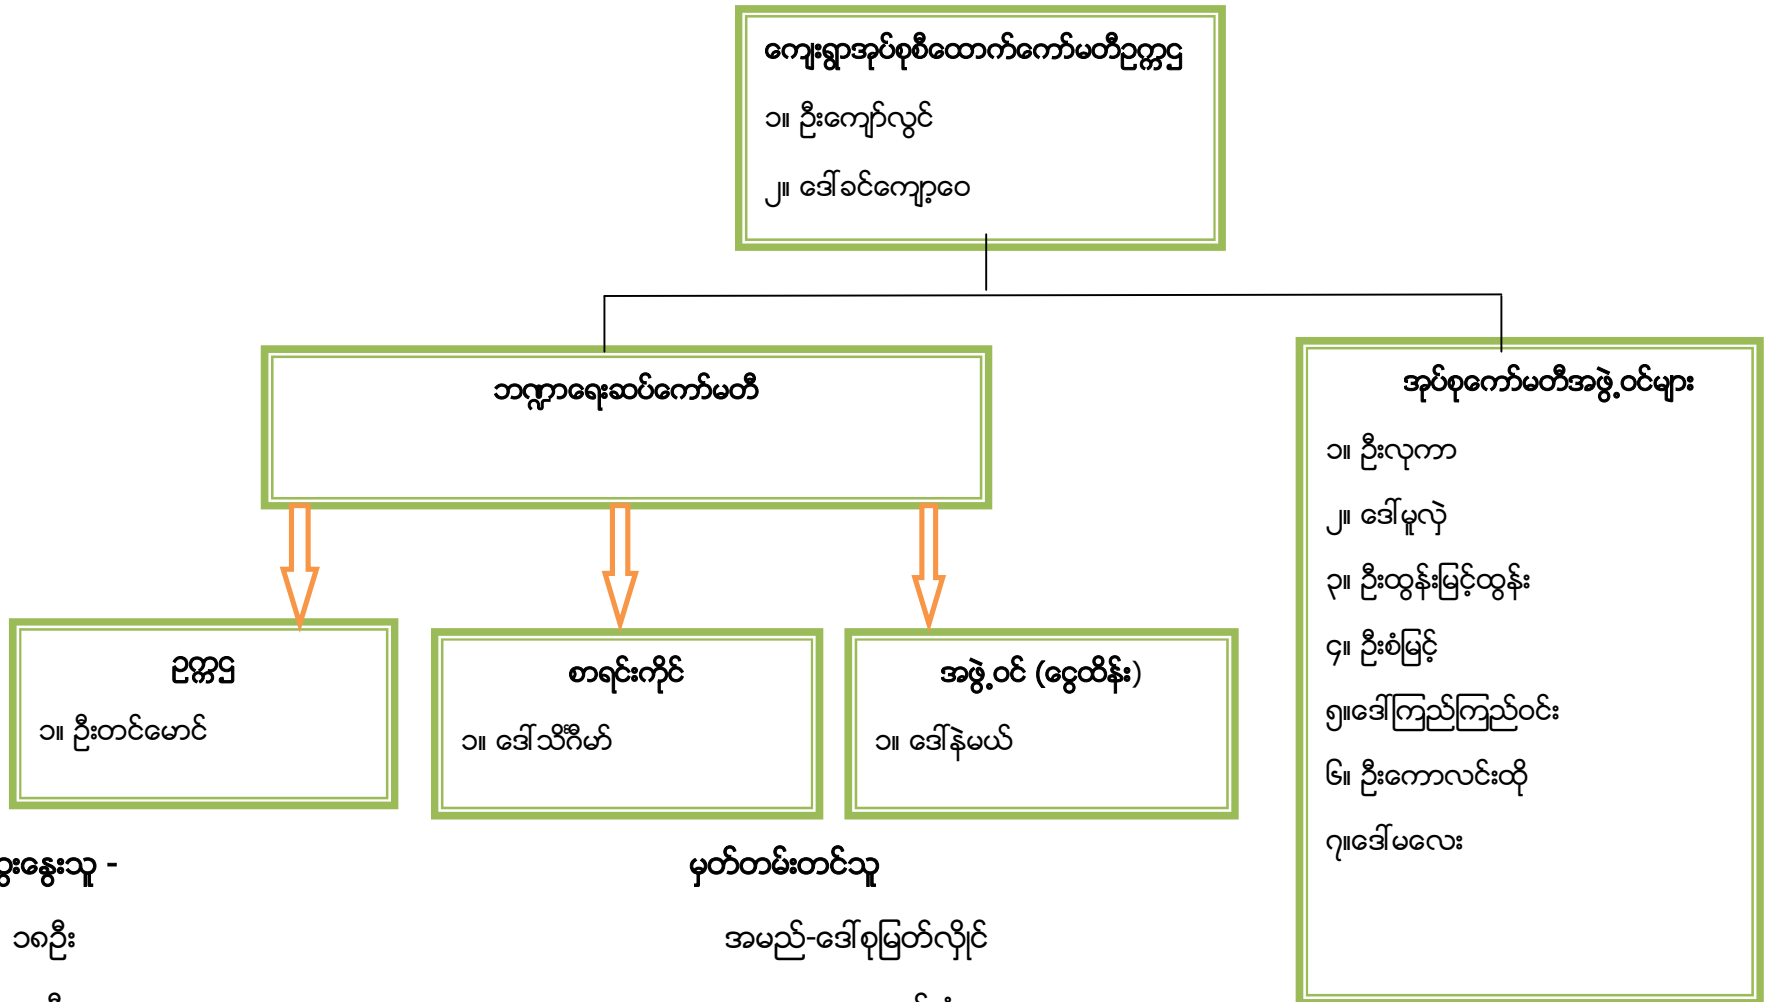 ကျေးရွာအုပ်စုစီထောက်ကော်မတီဥက္ကဌ
၁။ ဦးကျော်လွင်
၂။ ဒေါ်ခင်ကျော့ဝေ
ဘဏ္ဍာရေးဆပ်ကော်မတီ
အုပ်စုကော်မတီအဖွဲ့ဝင်များ
၁။ ဦးလုကာ
၂။ ဒေါ်မူလှဲ
၃။ ဦးထွန်းမြင့်ထွန်း
၄။ ဦးစံမြင့်
၅။ဒေါ်ကြည်ကြည်ဝင်း
၆။ ဦးကောလင်းထို
၇။ဒေါ်မလေး
ဥက္ကဌ
၁။ ဦးတင်မောင်
စာရင်းကိုင်
၁။ ဒေါ်သိင်္ဂီမာ်
အဖွဲ့ဝင် (ငွေထိန်း)
၁။ ဒေါ်နဲမယ်
မှတ်တမ်းတင်သူ
၁၈ဦး
အမည်-ဒေါ်စုမြတ်လှိုင်